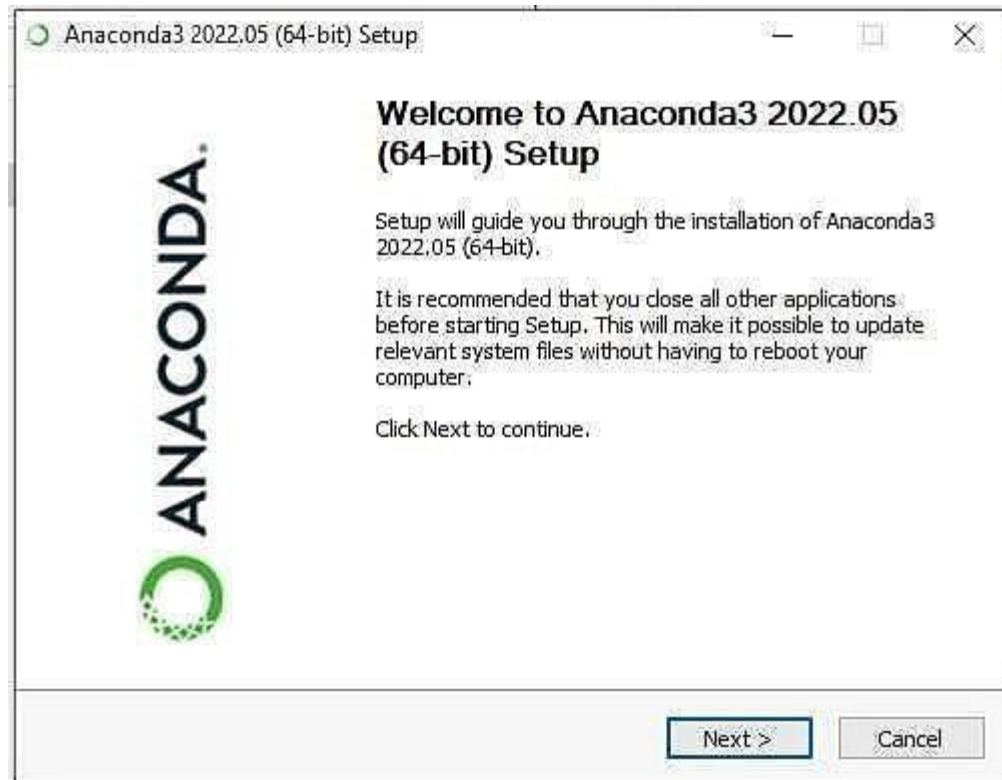 Anaconda3 2022.05 (64-bit) Setup
Welcome to Anaconda3 2022.05
(64-bit) Setup
Setup will guide you through the installation of Anaconda3
2022.05 (64-bit).
It is recommended that you close all other applications
before starting Setup. This will make it possible to update
relevant system files without having to reboot your
computer.
Click Next to continue.
ANACONDA.
Next >
Cancel